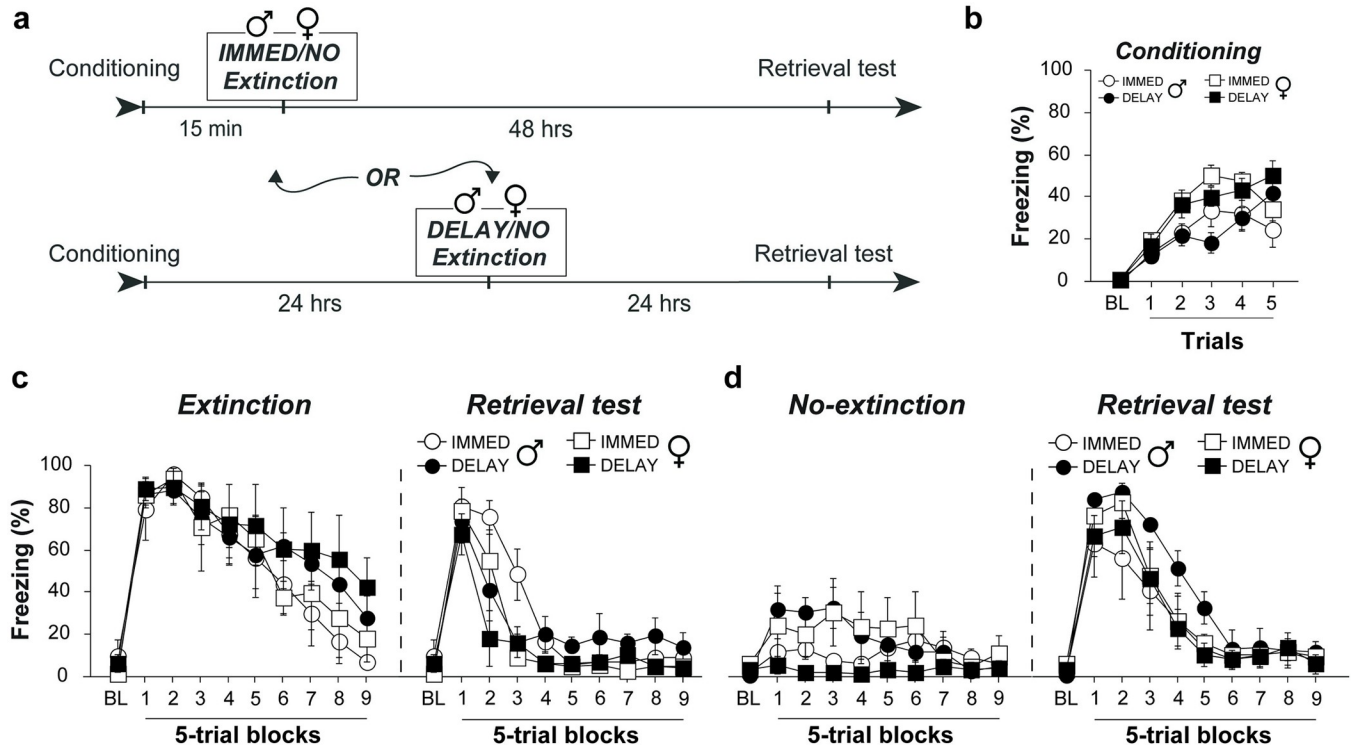 a
♂ ♀
IMMED/NO
Extinction
Conditioning
Retrieval test
15 min
48 hrs
OR
♂ ♀
DELAY/NO
Extinction
Conditioning
Retrieval test
24 hrs
24 hrs
b
Conditioning
IMMED
DELAY
♂
IMMED
DELAY
♀
Freezing (%)
100
80
60
40
20
0
BL 1 2 3 4 5
Trials
c
Extinction
Retrieval test
IMMED
DELAY
♂
IMMED
DELAY
♀
Freezing (%)
100
80
60
40
20
0
BL 1 2 3 4 5 6 7 8 9
5-trial blocks
BL 1 2 3 4 5 6 7 8 9
5-trial blocks
d
No-extinction
Retrieval test
IMMED
DELAY
♂
IMMED
DELAY
♀
BL 1 2 3 4 5 6 7 8 9
5-trial blocks
BL 1 2 3 4 5 6 7 8 9
5-trial blocks